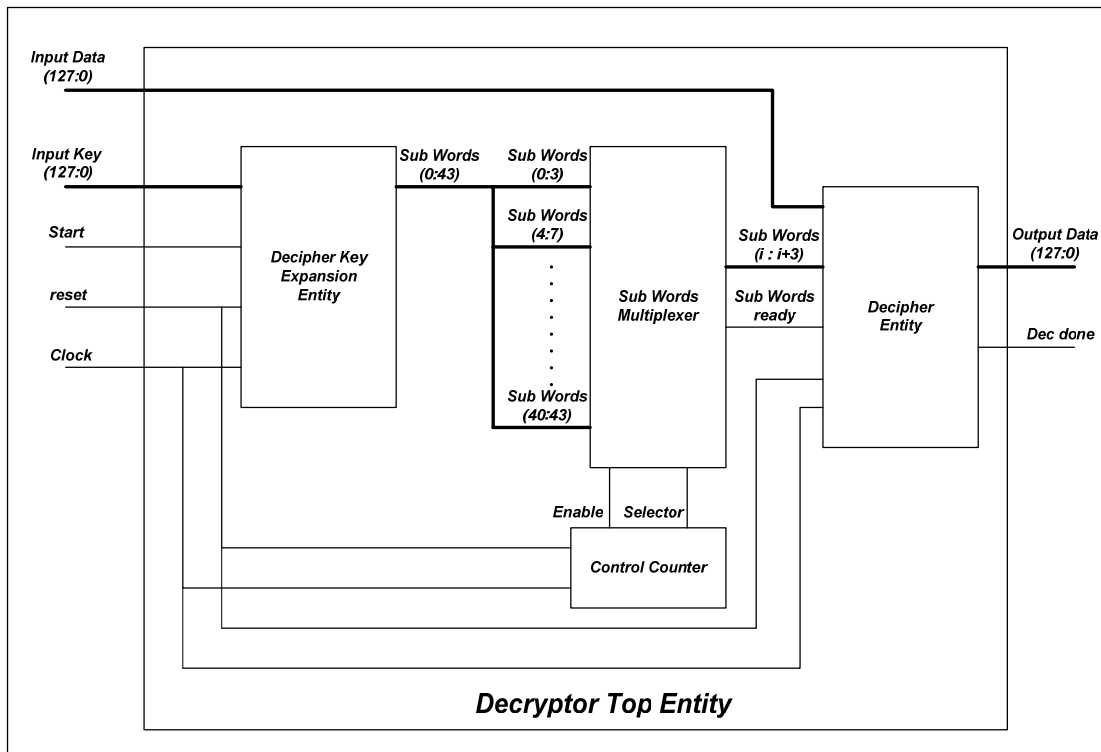 Input Data
(127:0)
Input Key
(127:0)
Start
reset
Clock
Decipher Key
Expansion
Entity
Sub Words
(0:43)
Sub Words
(0:3)
Sub Words
(4:7)
Sub Words
(40:43)
Sub Words
Multiplexer
Sub Words
(i : i+3)
Sub Words
ready
Decipher
Entity
Output Data
(127:0)
Dec done
Enable
Selector
Control Counter
Decryptor Top Entity